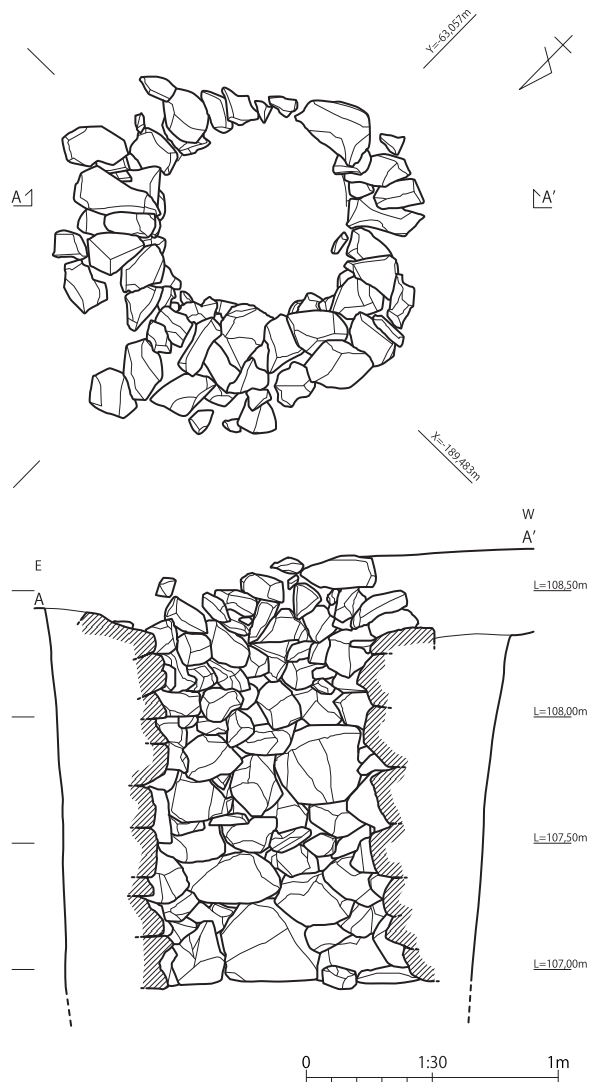 Y=-63,057m
A
A'
X=-189,483m
W
A'
E
L=108,50m
A
L=108,00m
L=107,50m
L=107,00m
0 1:30 1m